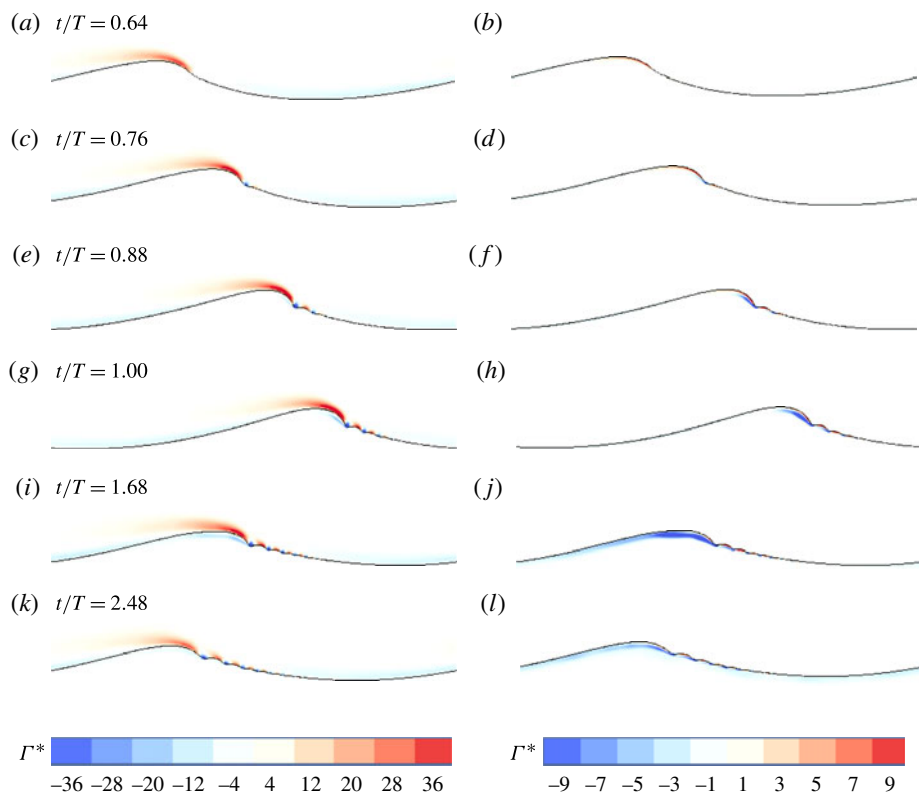 (a) t/T = 0.64 (b)
(c) t/T = 0.76 (d)
(e) t/T = 0.88 (f)
(g) t/T = 1.00 (h)
(i) t/T = 1.68 (j)
(k) t/T = 2.48 (l)
Γ* Γ*
–36 –28 –20 –12 –4 4 12 20 28 36 –9 –7 –5 –3 –1 1 3 5 7 9